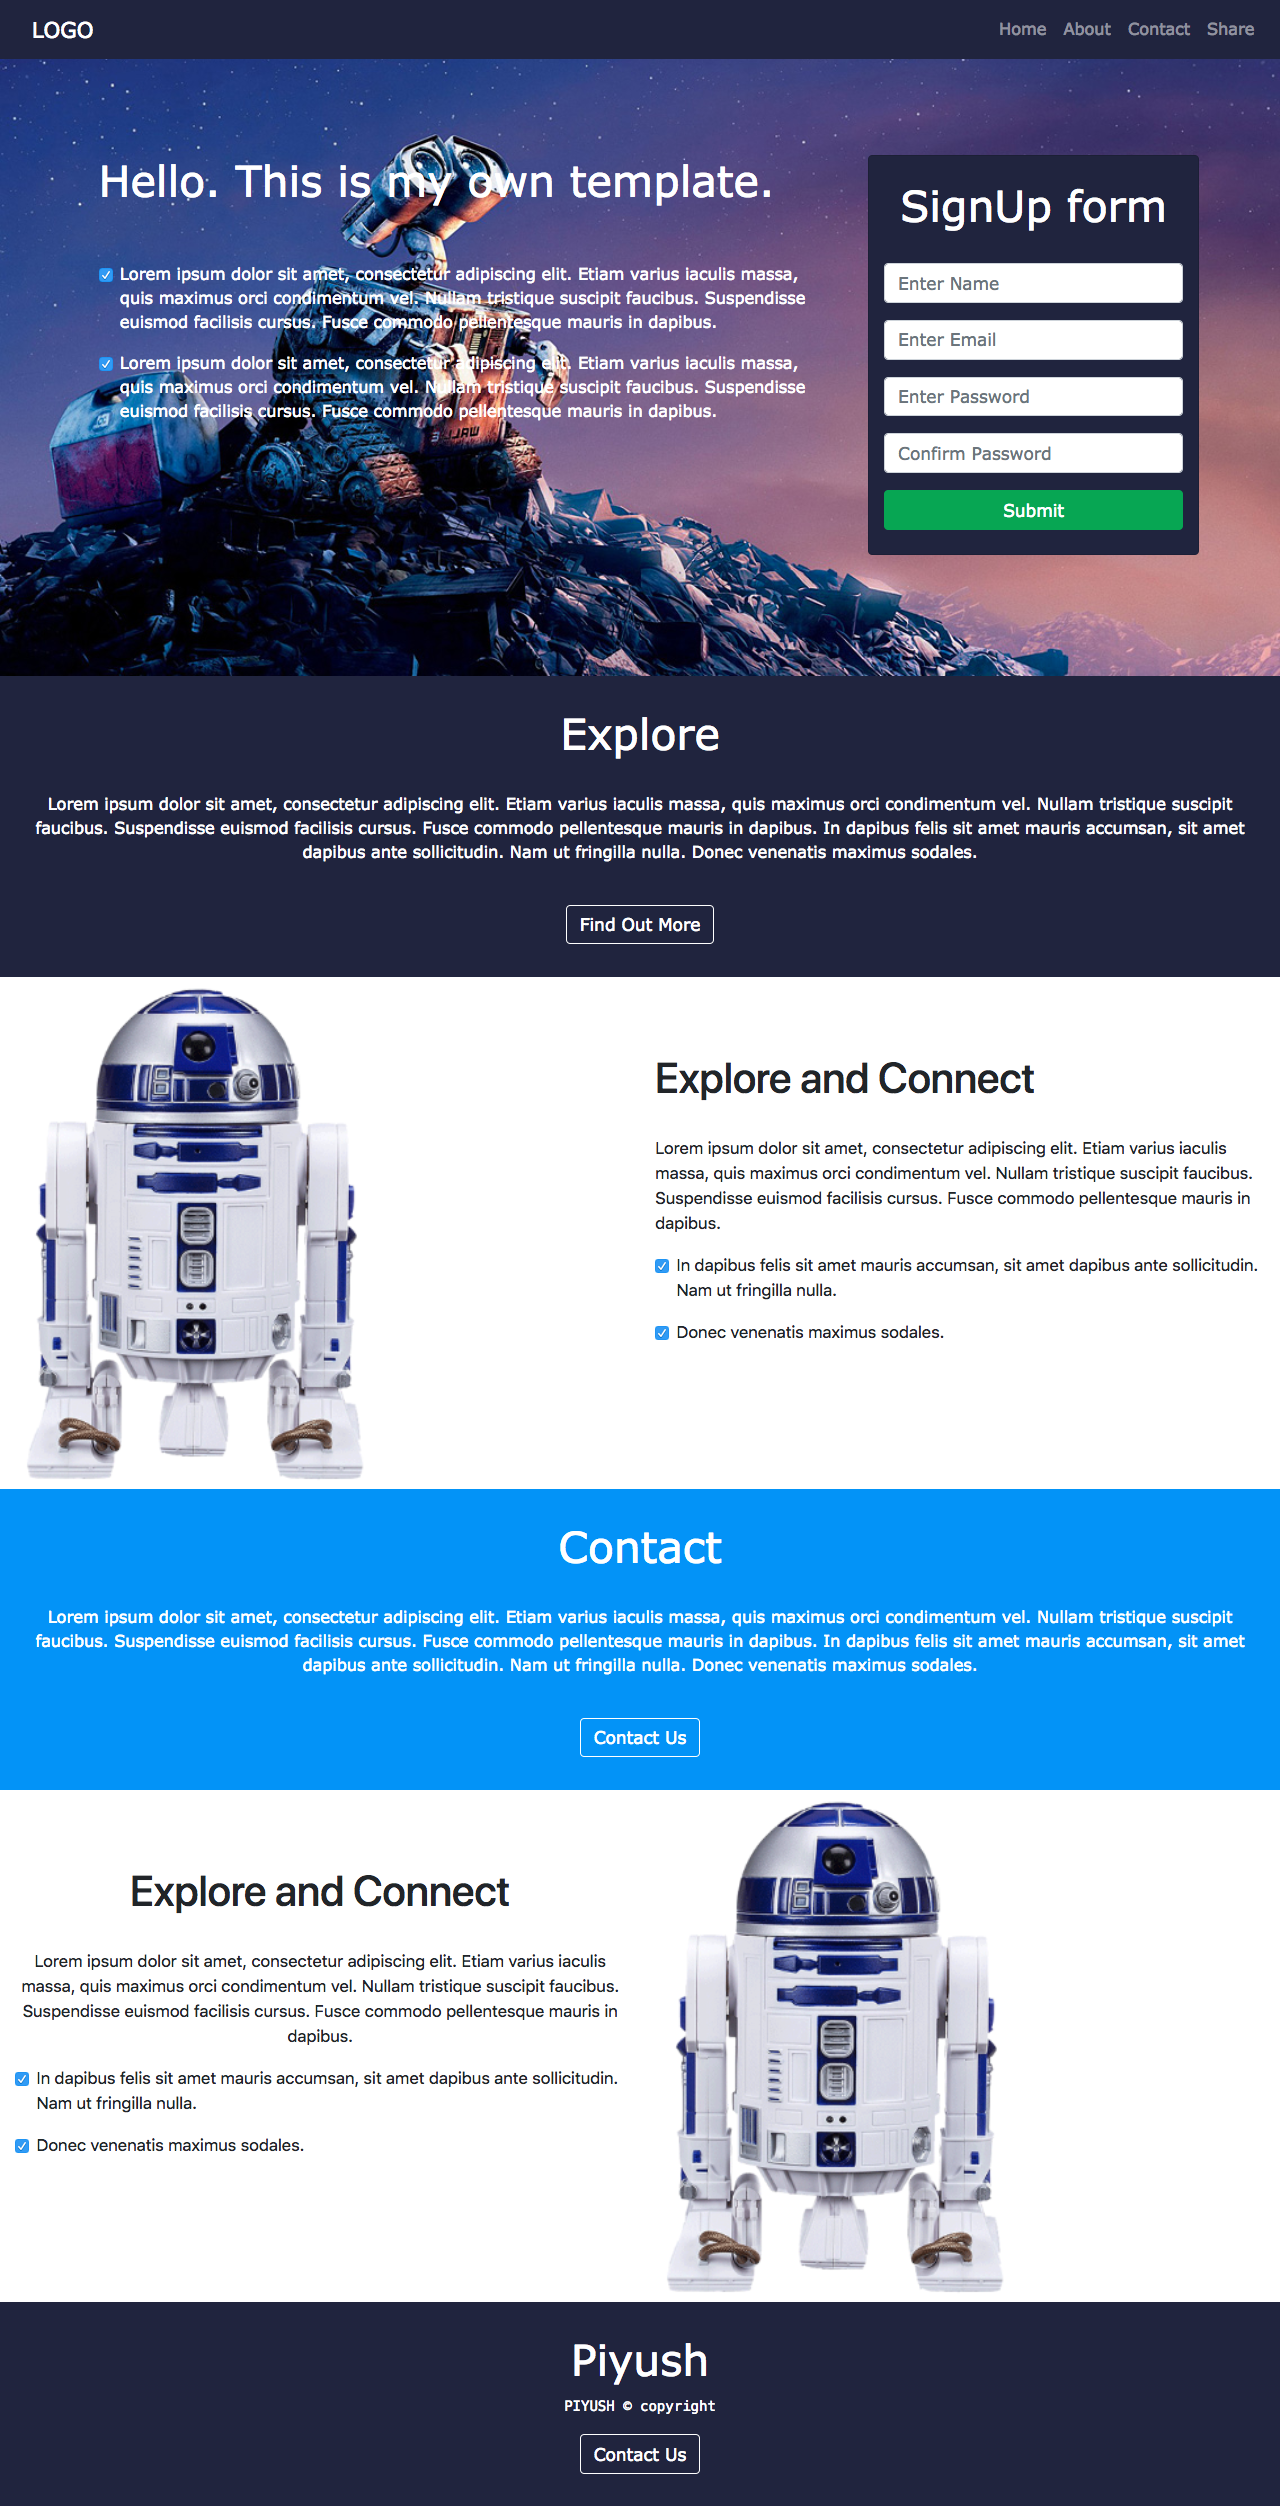 LOGO
Home About Contact Share
Hello. This is my own template.
Lorem ipsum dolor sit amet, consectetur adipiscing elit. Etiam varius iaculis massa,
quis maximus orci condimentum vel. Nullam tristique suscipit faucibus. Suspendisse
euismod facilisis cursus. Fusce commodo pellentesque mauris in dapibus.
Lorem ipsum dolor sit amet, consectetur adipiscing elit. Etiam varius iaculis massa,
quis maximus orci condimentum vel. Nullam tristique suscipit faucibus. Suspendisse
euismod facilisis cursus. Fusce commodo pellentesque mauris in dapibus.
WALL·E
SignUp form
Enter Name
Enter Email
Enter Password
Confirm Password
Submit
Explore
Lorem ipsum dolor sit amet, consectetur adipiscing elit. Etiam varius iaculis massa, quis maximus orci condimentum vel. Nullam tristique suscipit
faucibus. Suspendisse euismod facilisis cursus. Fusce commodo pellentesque mauris in dapibus. In dapibus felis sit amet mauris accumsan, sit amet
dapibus ante sollicitudin. Nam ut fringilla nulla. Donec venenatis maximus sodales.
Find Out More
Explore and Connect
Lorem ipsum dolor sit amet, consectetur adipiscing elit. Etiam varius iaculis
massa, quis maximus orci condimentum vel. Nullam tristique suscipit faucibus.
Suspendisse euismod facilisis cursus. Fusce commodo pellentesque mauris in
dapibus.
In dapibus felis sit amet mauris accumsan, sit amet dapibus ante sollicitudin.
Nam ut fringilla nulla.
Donec venenatis maximus sodales.
Contact
Lorem ipsum dolor sit amet, consectetur adipiscing elit. Etiam varius iaculis massa, quis maximus orci condimentum vel. Nullam tristique suscipit
faucibus. Suspendisse euismod facilisis cursus. Fusce commodo pellentesque mauris in dapibus. In dapibus felis sit amet mauris accumsan, sit amet
dapibus ante sollicitudin. Nam ut fringilla nulla. Donec venenatis maximus sodales.
Contact Us
Explore and Connect
Lorem ipsum dolor sit amet, consectetur adipiscing elit. Etiam varius iaculis
massa, quis maximus orci condimentum vel. Nullam tristique suscipit faucibus.
Suspendisse euismod facilisis cursus. Fusce commodo pellentesque mauris in
dapibus.
In dapibus felis sit amet mauris accumsan, sit amet dapibus ante sollicitudin.
Nam ut fringilla nulla.
Donec venenatis maximus sodales.
Piyush
PIYUSH © copyright
Contact Us